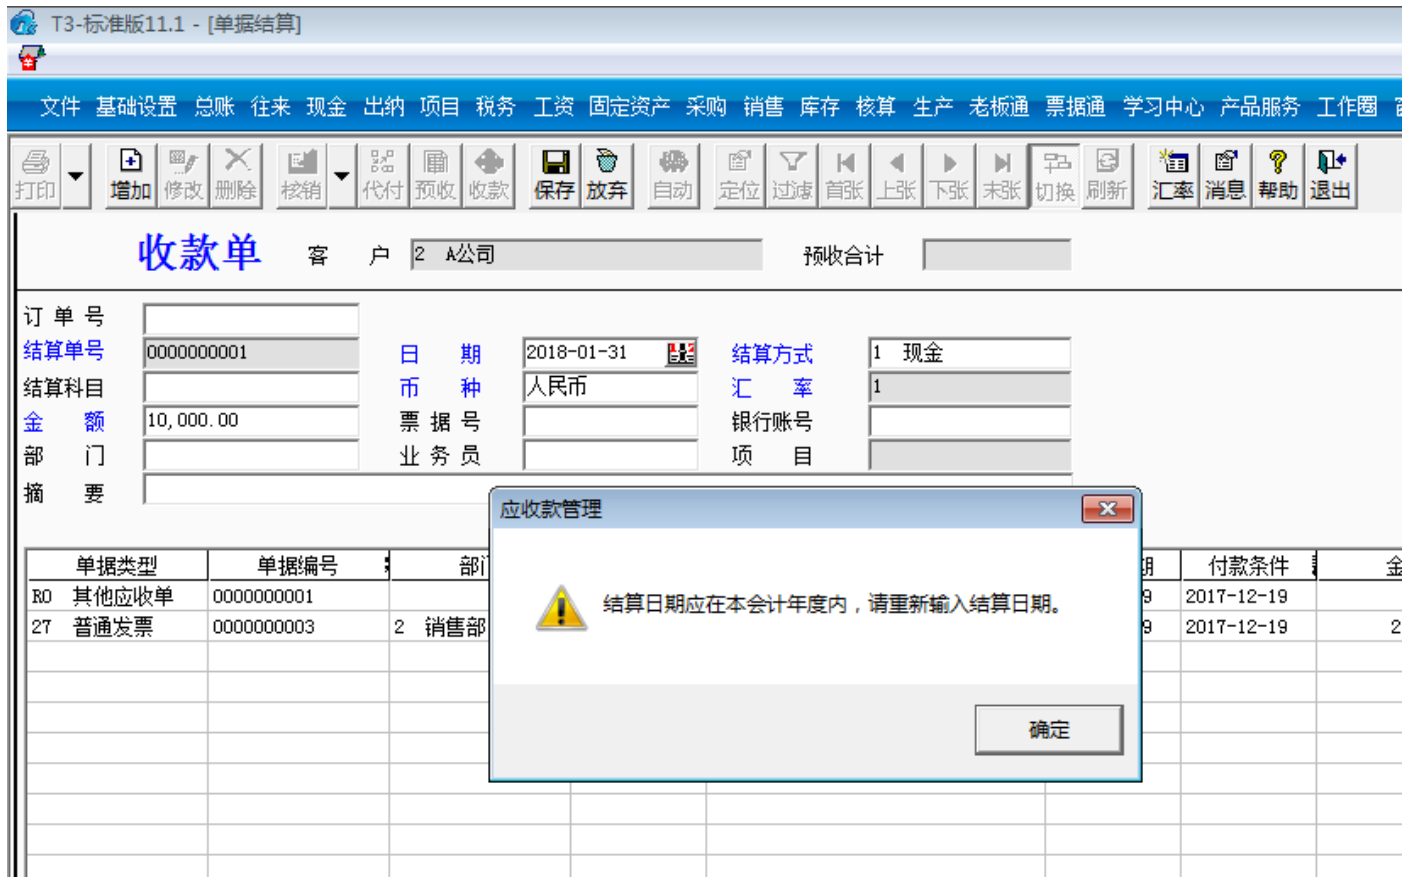 T3-标准版11.1 - [单据结算]
文件 基础设置 总账 往来 现金 出纳 项目 税务 工资 固定资产 采购 销售 库存 核算 生产 老板通 票据通 学习中心 产品服务 工作圈
打印 增加 修改 删除 核销 代付 预收 收款 保存 放弃 自动 定位 过滤 首张 上张 下张 末张 切换 刷新 汇率 消息 帮助 退出
收款单 客户 2 A公司 预收合计
订单号
结算单号 0000000001 日期 2018-01-31 结算方式 1 现金
结算科目 币种 人民币 汇率 1
金额 10,000.00 票据号 银行账号
部门 业务员 项目
摘要
应收款管理
单据类型 单据编号 部门 期 付款条件 金
R0 其他应收单 0000000001 9 2017-12-19
27 普通发票 0000000003 2 销售部 9 2017-12-19 2
结算日期应在本会计年度内，请重新输入结算日期。
确定